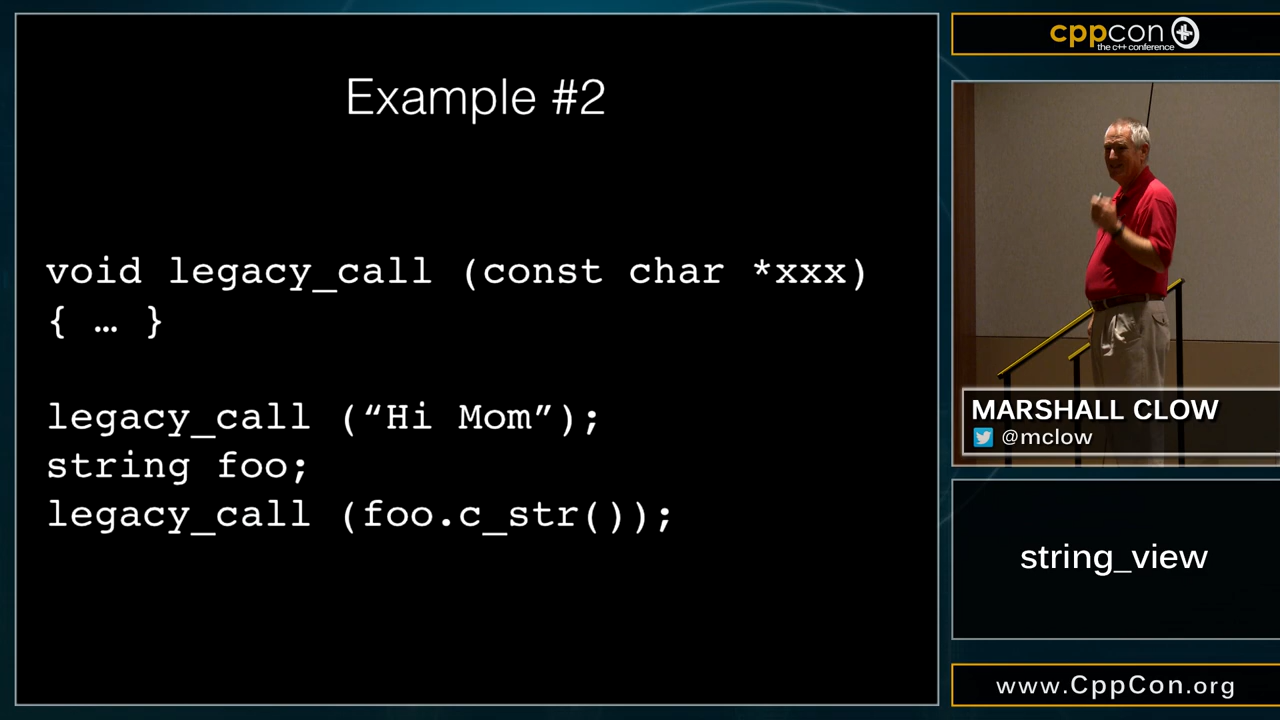 Example #2
void legacy_call (const char *xxx)
{ … }
legacy_call (“Hi Mom”);
string foo;
legacy_call (foo.c_str());
cppcon
the c++ conference
MARSHALL CLOW
@mclow
string_view
www.CppCon.org